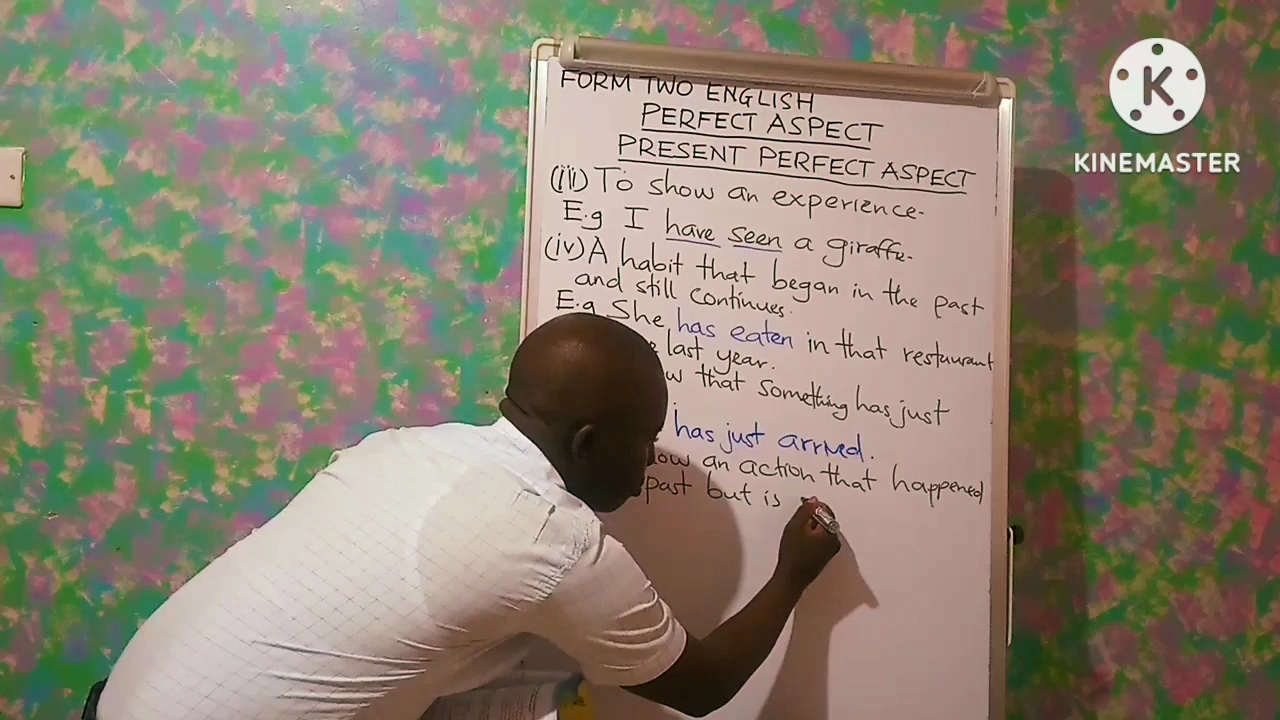 FORM TWO ENGLISH
PERFECT ASPECT
PRESENT PERFECT ASPECT
(iii) To show an experience.
E.g I have seen a giraffe.
(iv) A habit that began in the past
and still continues.
E.g She has eaten in that restaurant
last year.
that something has just
has just arrived.
an action that happened
past but is
K
KINEMASTER